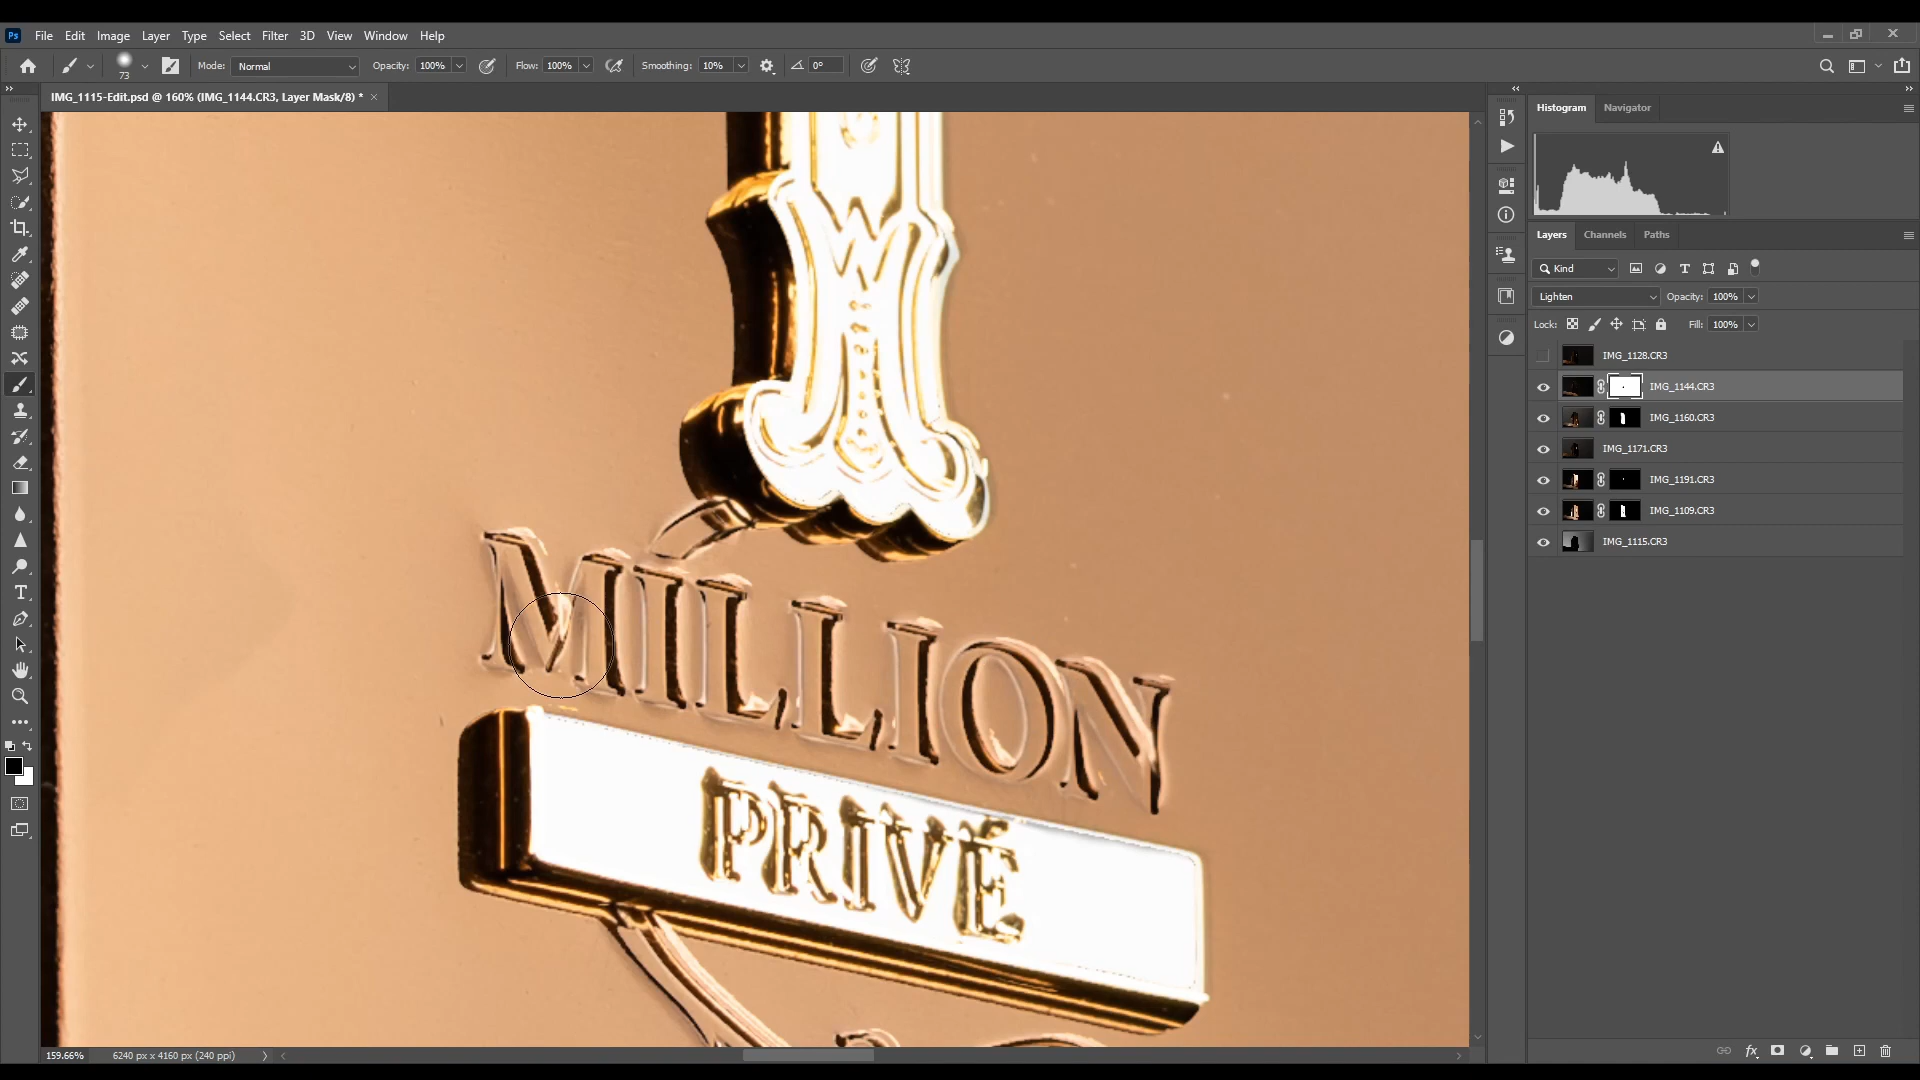 Ps File Edit Image Layer Type Select Filter 3D View Window Help
73 Mode: Normal Opacity: 100% Flow: 100% Smoothing: 10% 0°
IMG_1115-Edit.psd @ 160% (IMG_1144.CR3, Layer Mask/8) *
Histogram Navigator
Layers Channels Paths
Kind
Lighten Opacity: 100%
Lock: Fill: 100%
IMG_1128.CR3
IMG_1144.CR3
IMG_1160.CR3
IMG_1171.CR3
IMG_1191.CR3
IMG_1109.CR3
IMG_1115.CR3
MILLION
PRIVÉ
159.66% 6240 px x 4160 px (240 ppi)